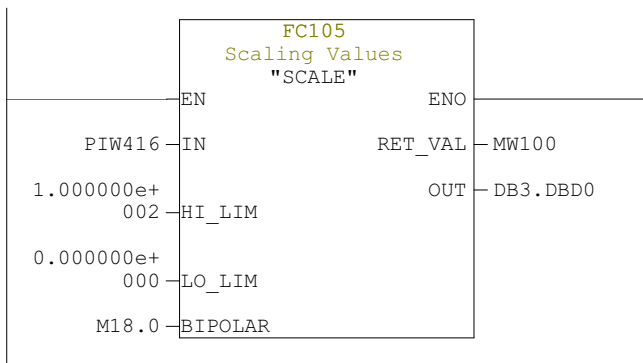 FC105
Scaling Values
"SCALE"
EN ENO
PIW416 IN RET_VAL MW100
1.000000e+ OUT DB3.DBD0
002 HI_LIM
0.000000e+
000 LO_LIM
M18.0 BIPOLAR